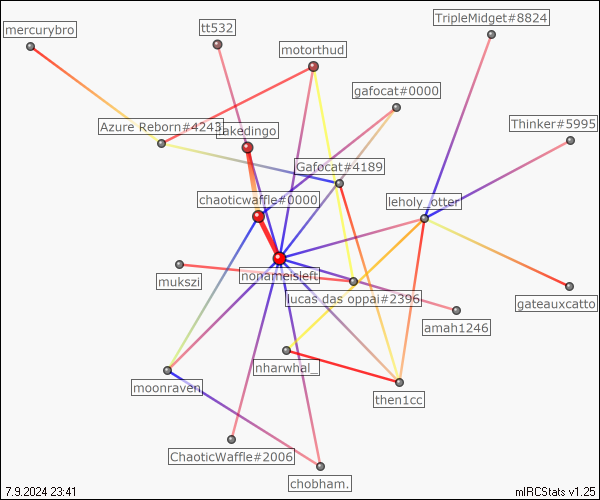 TripleMidget#8824
mercurybro
tt532
motorthud
gafocat#0000
Thinker#5995
Azure Reborn#4243
akedingo
Gafocat#4189
chaoticwaffle#0000
leholy_otter
nonameisleft
mukszi
lucas das oppai#2396
gateauxcatto
amah1246
nharwhal_
moonraven
then1cc
ChaoticWaffle#2006
chobham.
7.9.2024 23:41
mIRCStats v1.25